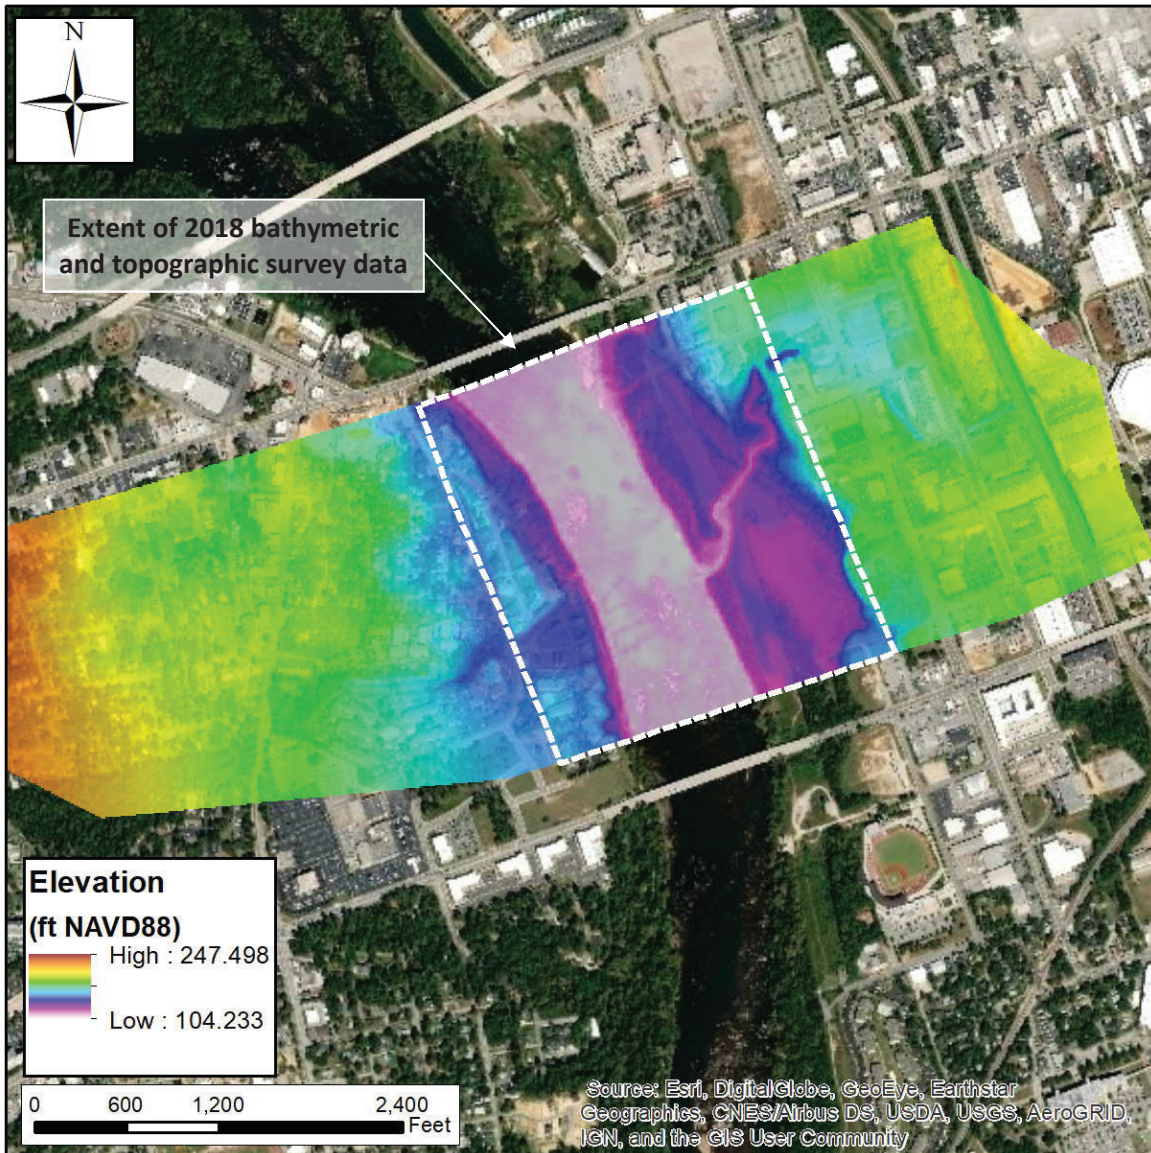 N
Extent of 2018 bathymetric
and topographic survey data
Elevation
(ft NAVD88)
High : 247.498
Low : 104.233
0 600 1,200 2,400
Feet
Source: Esri, DigitalGlobe, GeoEye, Earthstar
Geographics, CNES/Airbus DS, USDA, USGS, AeroGRID,
IGN, and the GIS User Community